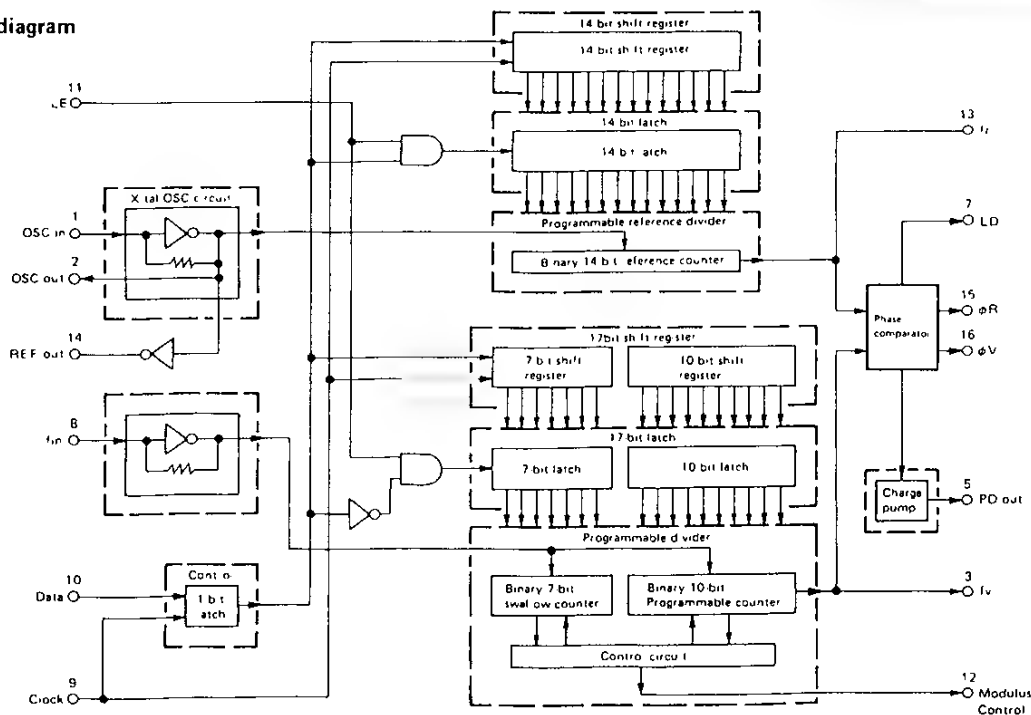 diagram
14 bit shift register
14 bit shift register
11
LE
14 bit latch
14 bit latch
13
fr
X'tal OSC circuit
1
OSC in
2
OSC out
14
REF out
Programmable reference divider
Binary 14 bit reference counter
7
LD
Phase
comparator
15
φR
16
φV
17bit shift register
7 bit shift
register
10 bit shift
register
8
fin
17-bit latch
7-bit latch
10 bit latch
Charge
pump
5
PD out
Programmable divider
10
Data
Control
1 bit
latch
Binary 7-bit
swallow counter
Binary 10-bit
Programmable counter
3
fv
Control circuit
9
Clock
12
Modulus
Control